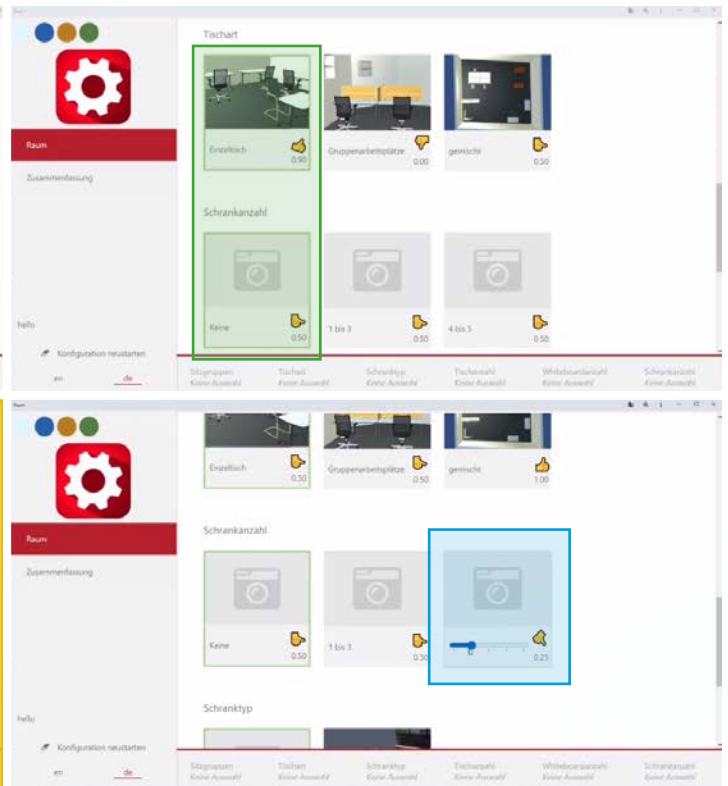 Raum
Tischart
Einzeltisch
0.90
Gruppenarbeitsplätze
0.00
gemischt
0.50
Raum
Zusammenfassung
Schrankanzahl
Keine
0.50
1 bis 3
0.50
4 bis 5
0.50
hello
Konfiguration neustarten
en
de
Sitzgruppen
Tischart
Schranktyp
Tischanzahl
Whiteboardanzahl
Schrankanzahl
Keine Auswahl
Keine Auswahl
Keine Auswahl
Keine Auswahl
Keine Auswahl
Keine Auswahl
Raum
Einzeltisch
0.50
Gruppenarbeitsplätze
0.50
gemischt
1.00
Raum
Zusammenfassung
Schrankanzahl
Keine
0.50
1 bis 3
0.50
0.25
Schranktyp
hello
Konfiguration neustarten
en
de
Sitzgruppen
Tischart
Schranktyp
Tischanzahl
Whiteboardanzahl
Schrankanzahl
Keine Auswahl
Keine Auswahl
Keine Auswahl
Keine Auswahl
Keine Auswahl
Keine Auswahl